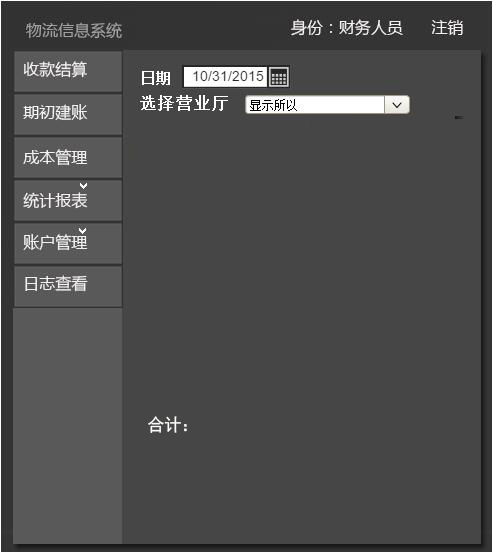 物流信息系统 身份：财务人员 注销
收款结算
期初建账
成本管理
统计报表
账户管理
日志查看
日期 10/31/2015
选择营业厅 显示所以
合计：